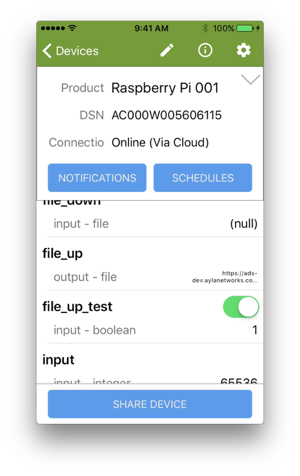 9:41 AM 100%
Devices
Product Raspberry Pi 001
DSN AC000W005606115
Connectio Online (Via Cloud)
NOTIFICATIONS SCHEDULES
file_down
input - file (null)
file_up
output - file https://ads-
dev.aylanetworks.co...
file_up_test
input - boolean 1
input
input - integer 65536
SHARE DEVICE